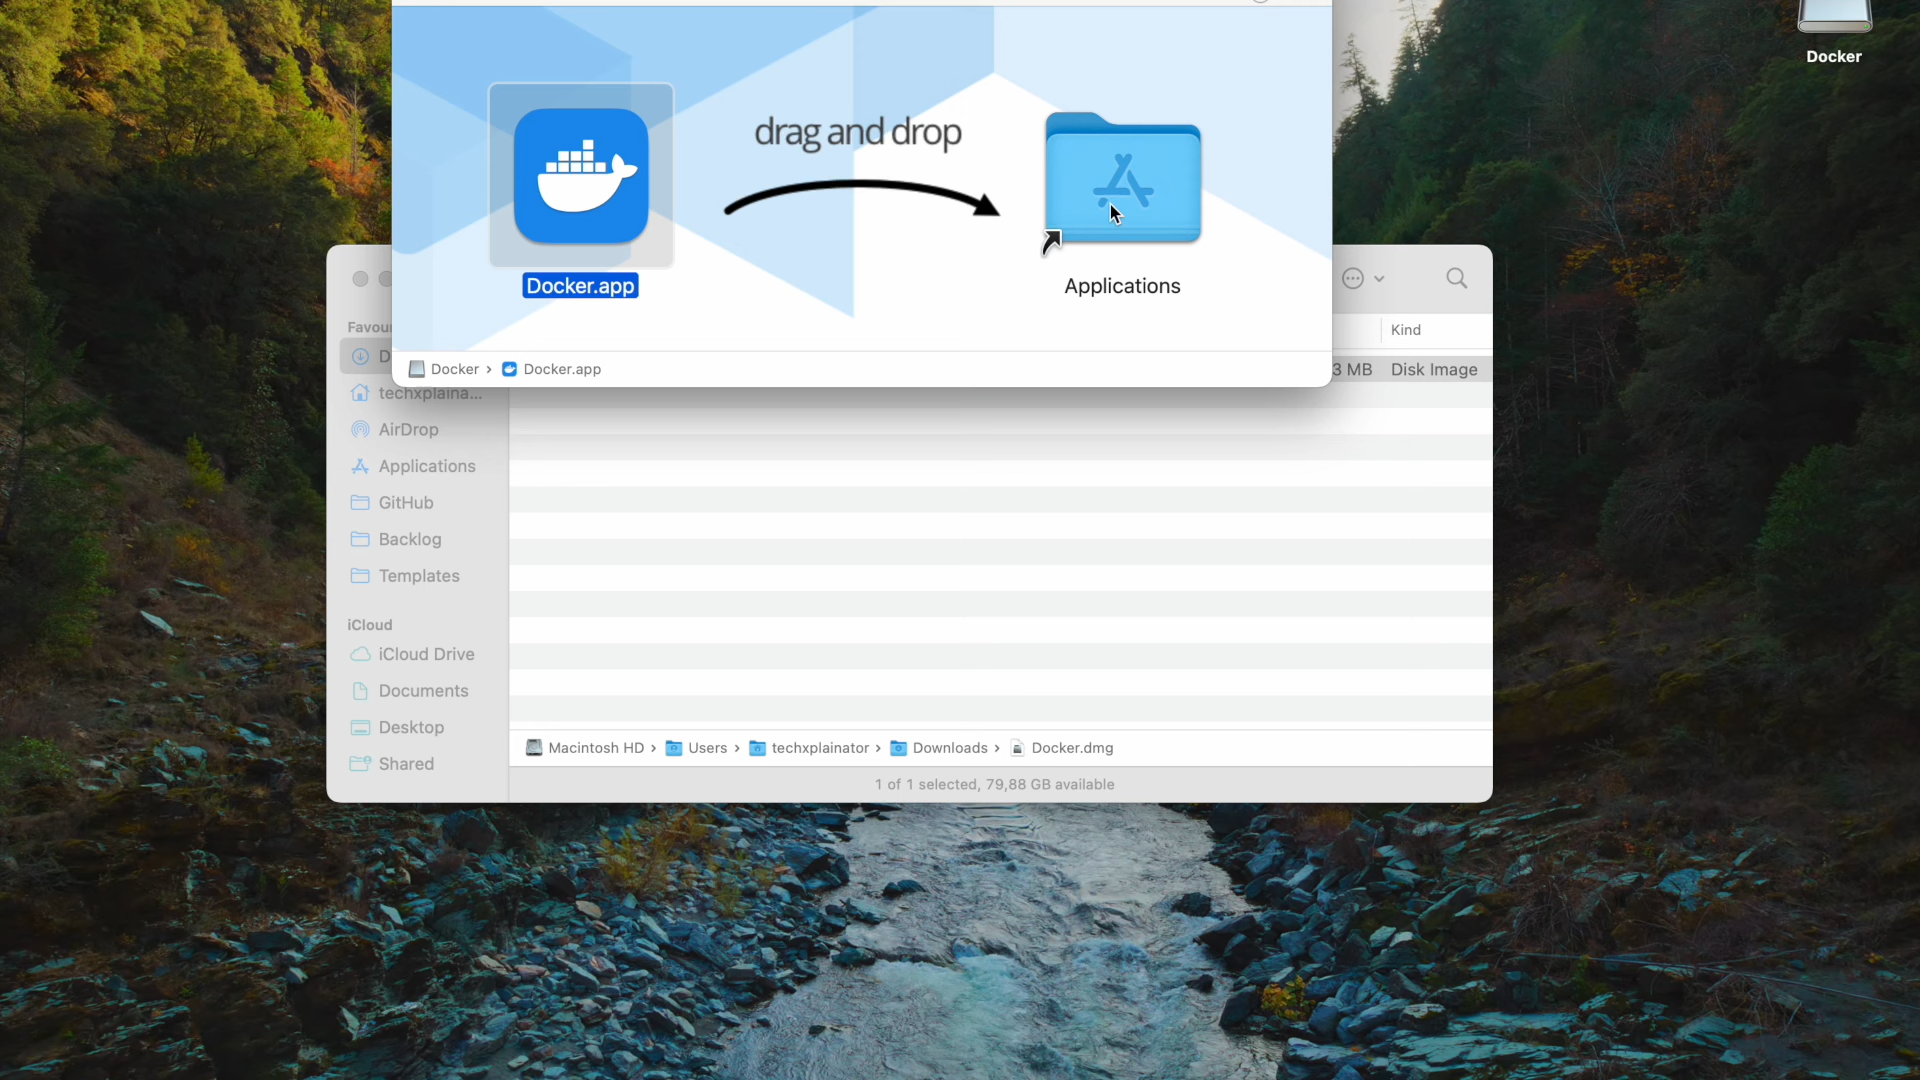 Docker
drag and drop
Docker.app
Applications
Docker › Docker.app
Favou
D
techxplaina...
AirDrop
Applications
GitHub
Backlog
Templates
iCloud
iCloud Drive
Documents
Desktop
Shared
Kind
3 MB Disk Image
Macintosh HD › Users › techxplainator › Downloads › Docker.dmg
1 of 1 selected, 79,88 GB available